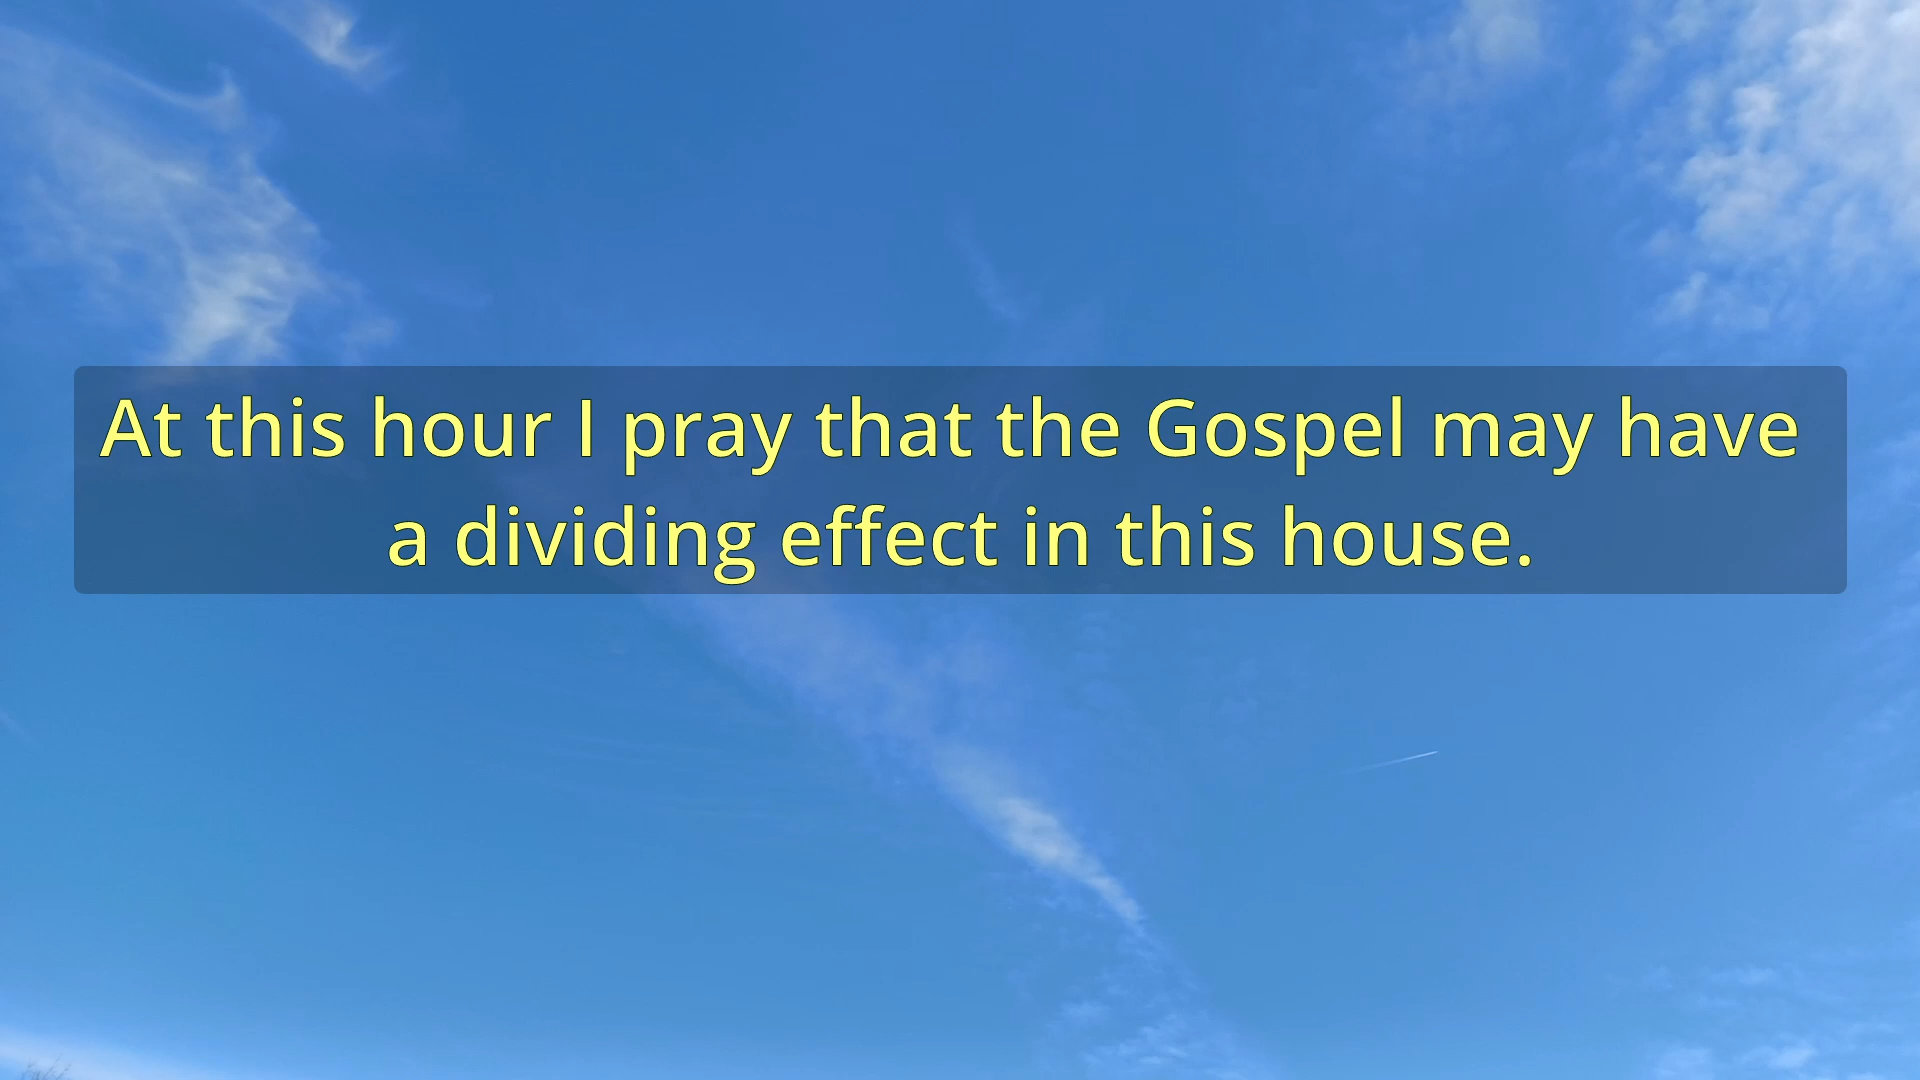 At this hour I pray that the Gospel may have
a dividing effect in this house.